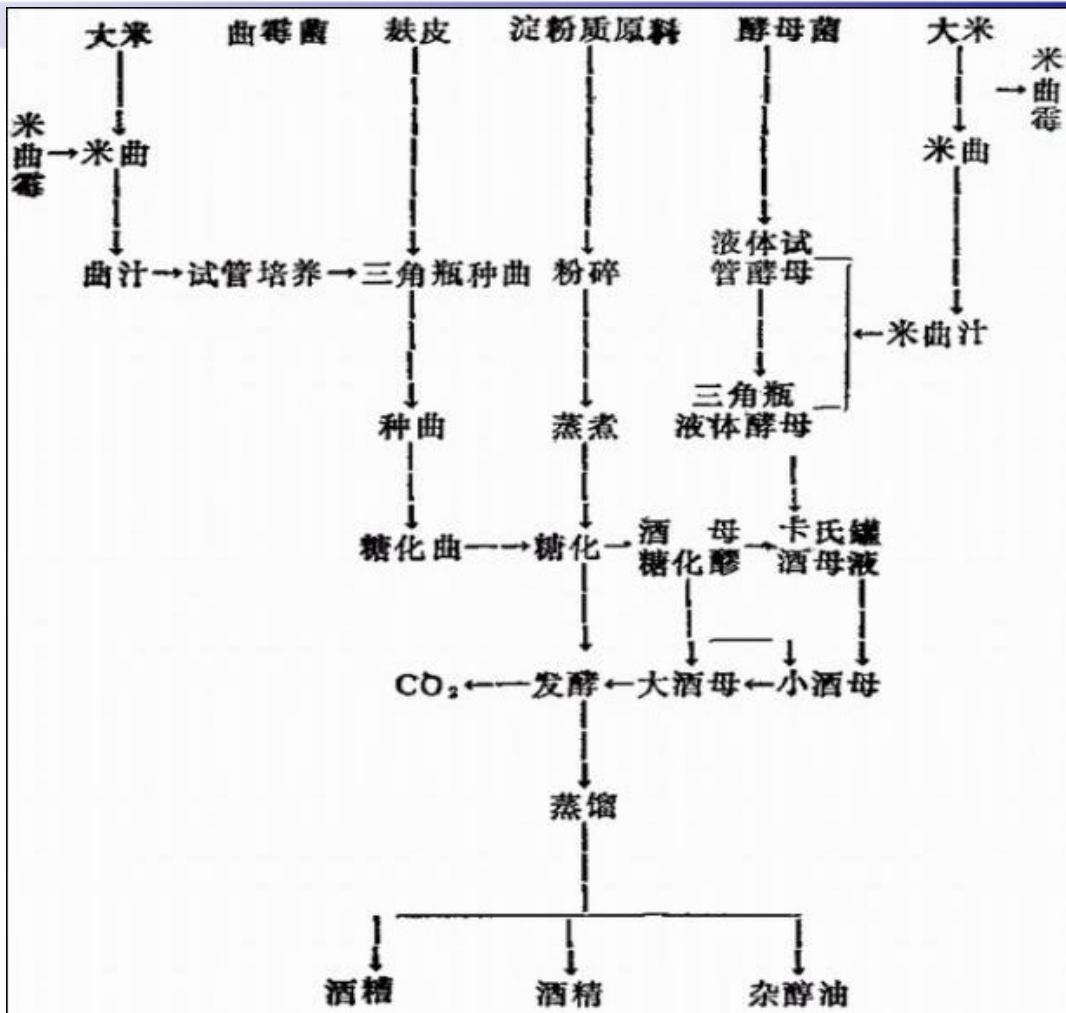 大米 曲霉菌 麸皮 淀粉质原料 酵母菌 大米
米曲霉
米曲霉
米曲
米曲
液体试
管酵母
曲汁 试管培养 三角瓶种曲 粉碎
米曲汁
三角瓶
液体酵母
种曲 蒸煮
酒母
糖化醪
卡氏罐
酒母液
糖化曲 糖化
CO₂ 发酵 大酒母 小酒母
蒸馏
酒糟 酒精 杂醇油